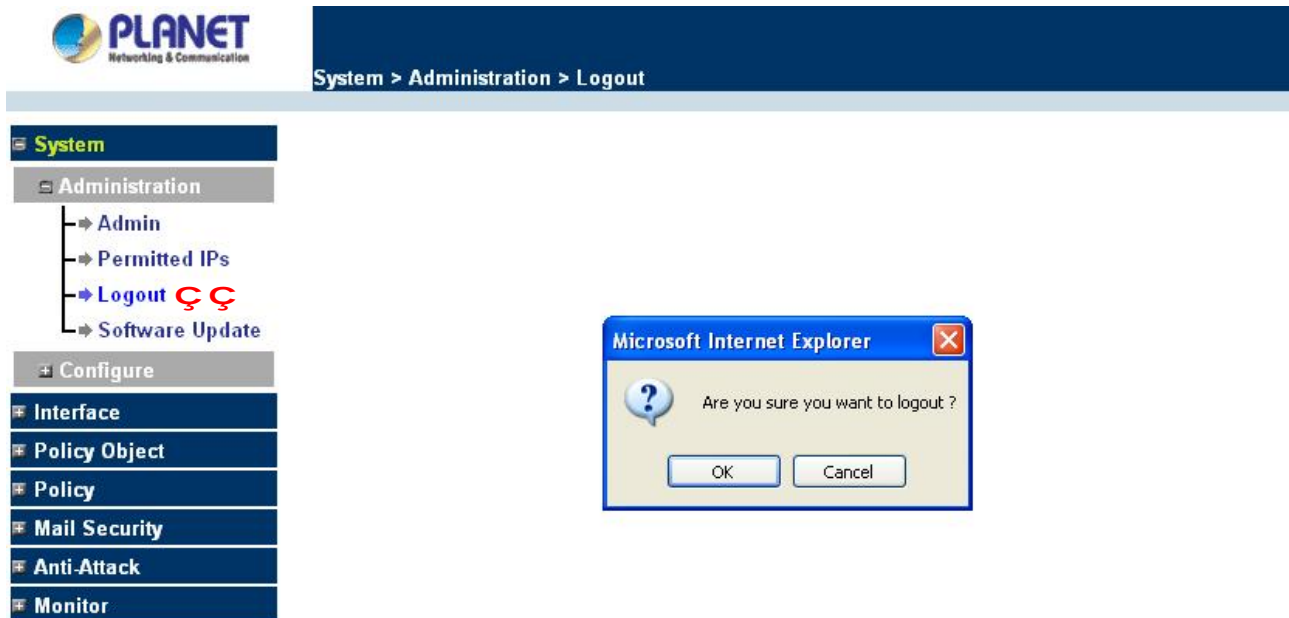 PLANET
Networking & Communication
System > Administration > Logout
System
Administration
Admin
Permitted IPs
Logout Ç Ç
Software Update
Configure
Interface
Policy Object
Policy
Mail Security
Anti-Attack
Monitor
Microsoft Internet Explorer
Are you sure you want to logout ?
OK Cancel